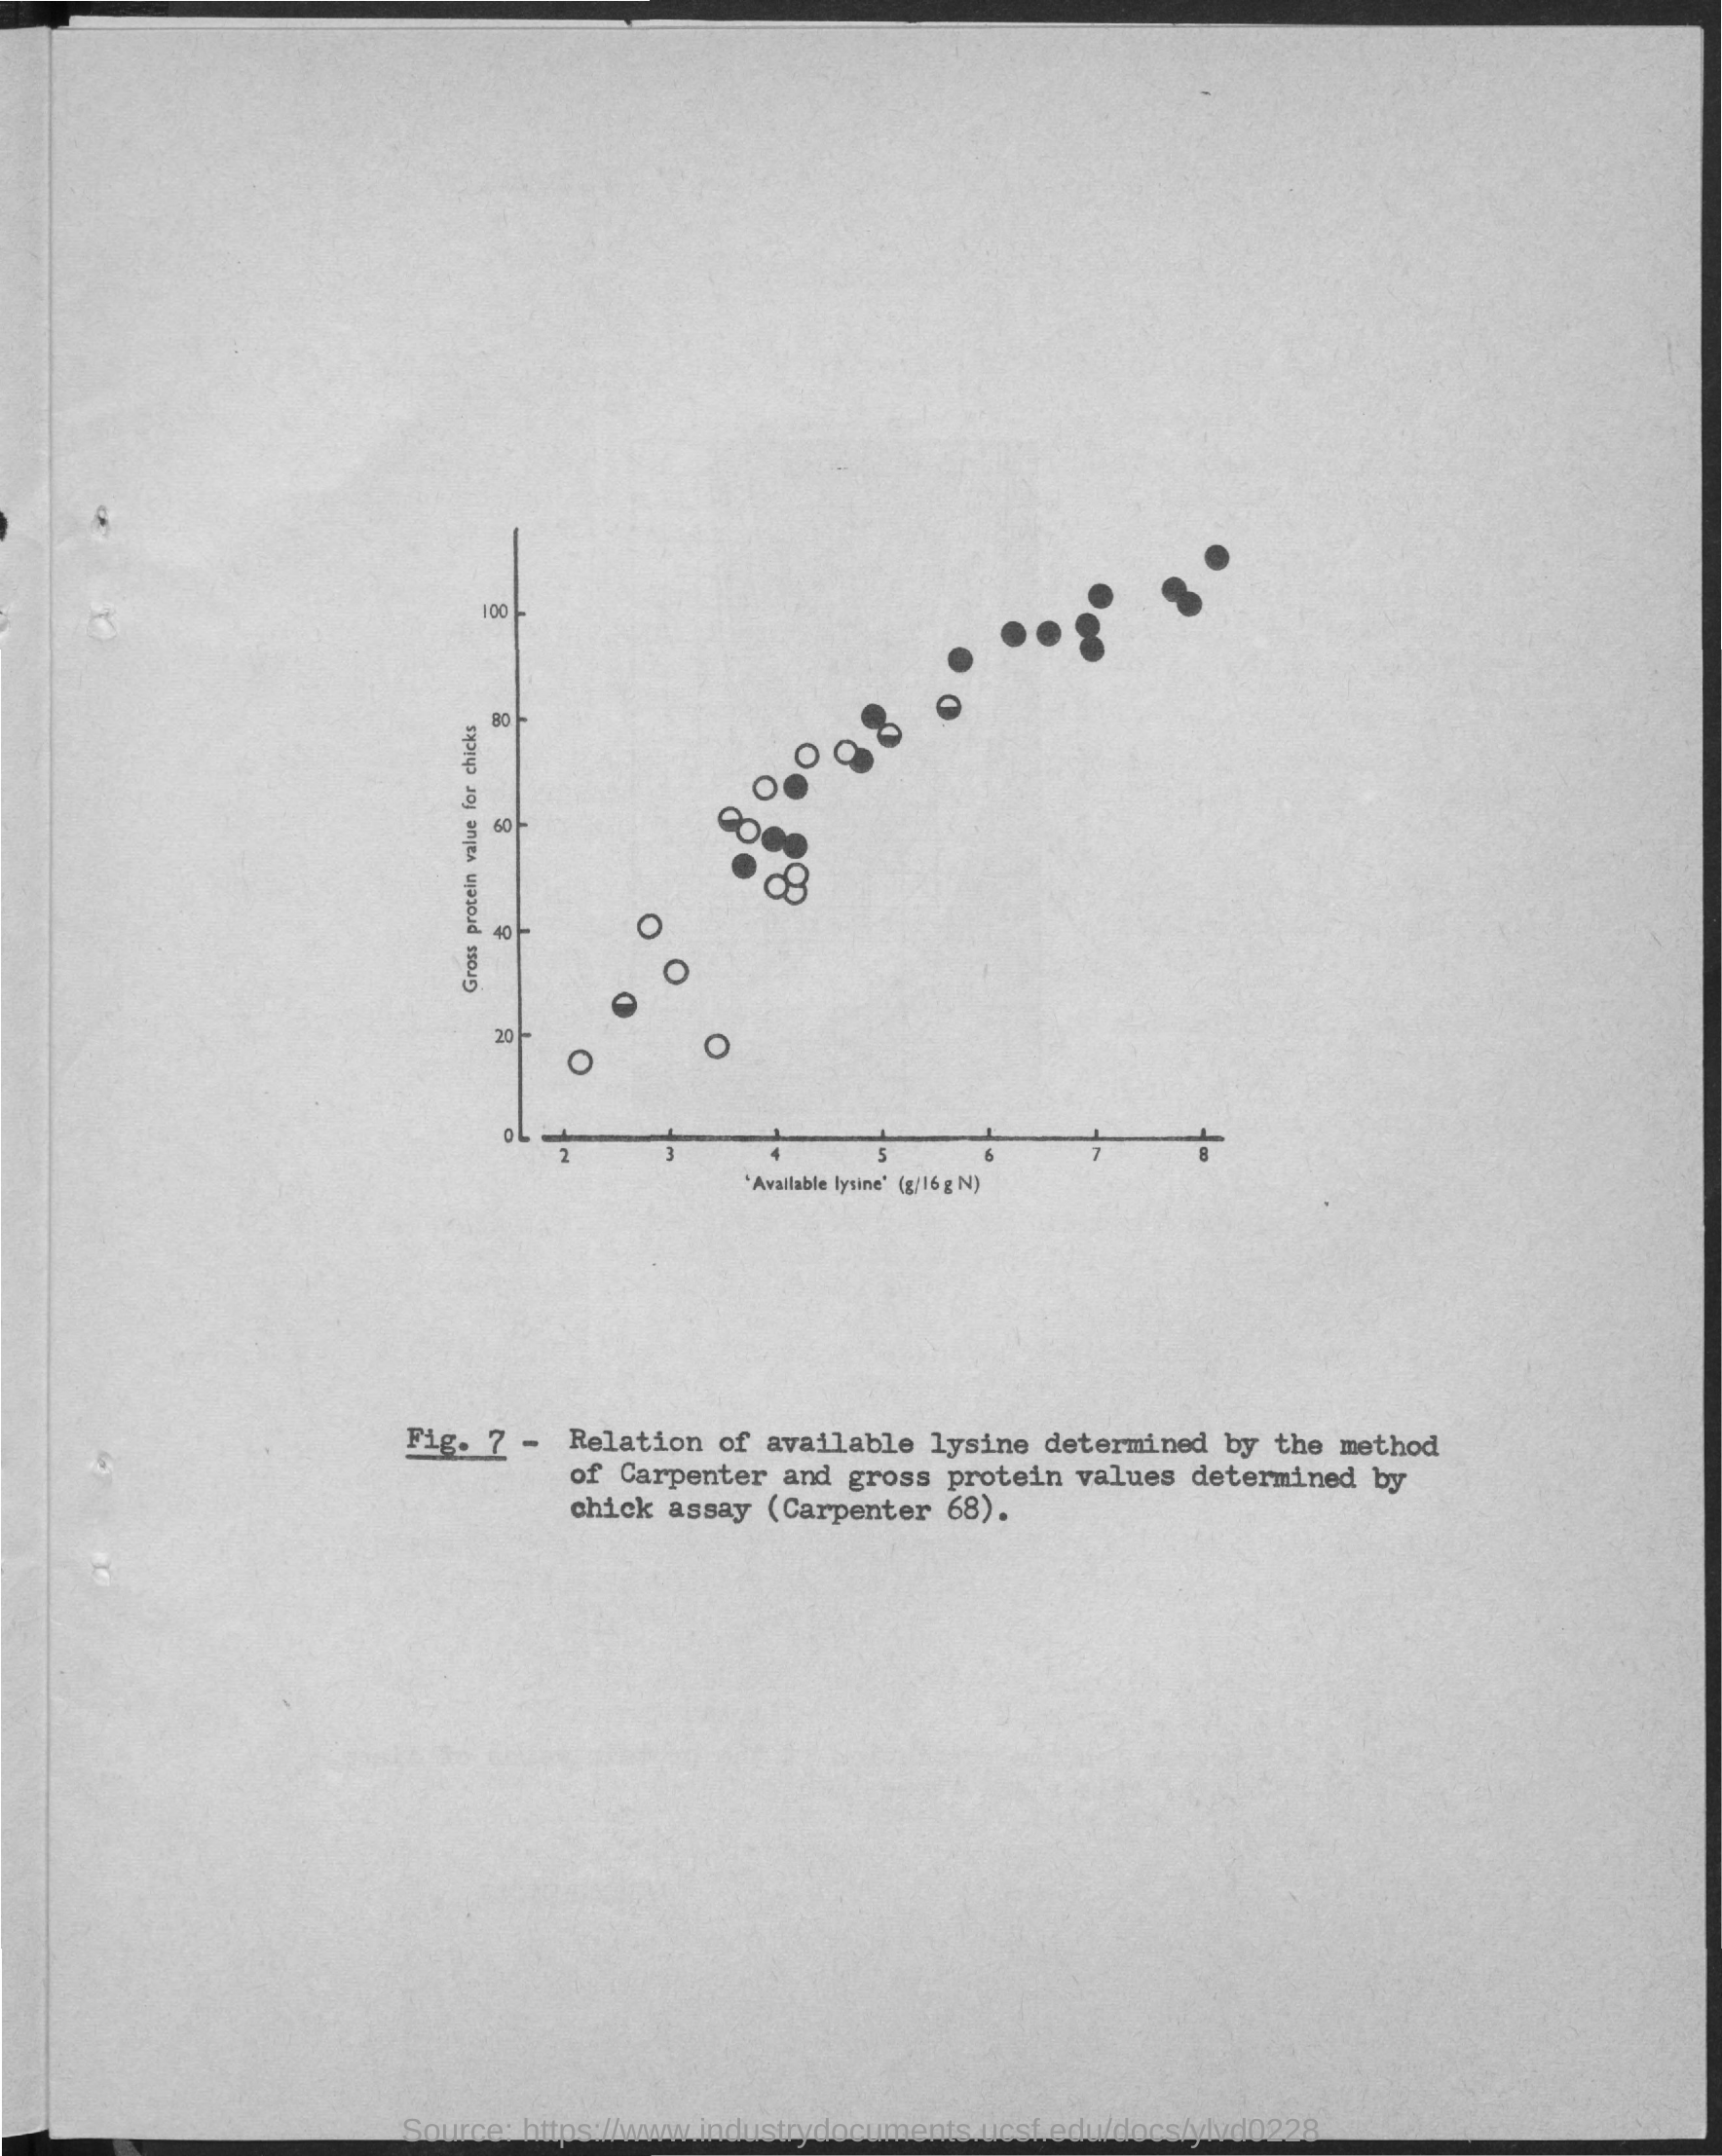 100
80
60
40
20
0
Gross protein value for chicks
2 3 4 5 6 7 8
'Available lysine' (g/16 g N)
Fig. 7 - Relation of available lysine determined by the method
of Carpenter and gross protein values determined by
chick assay (Carpenter 68).
Source: https://www.industrydocuments.ucsf.edu/docs/ylvd0228